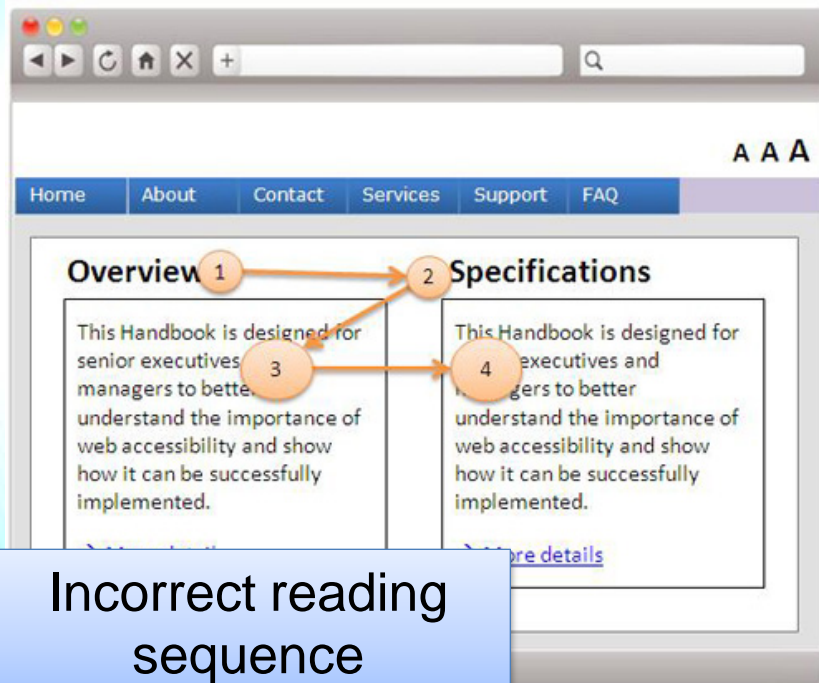 A A A
Home About Contact Services Support FAQ
Overview
1
This Handbook is designed for
senior executives
3
managers to
understand the importance of
web accessibility and show
how it can be successfully
implemented.
2
Specifications
This Handbook is designed for
executives and
4
to better
understand the importance of
web accessibility and show
how it can be successfully
implemented.
More details
Incorrect reading
sequence